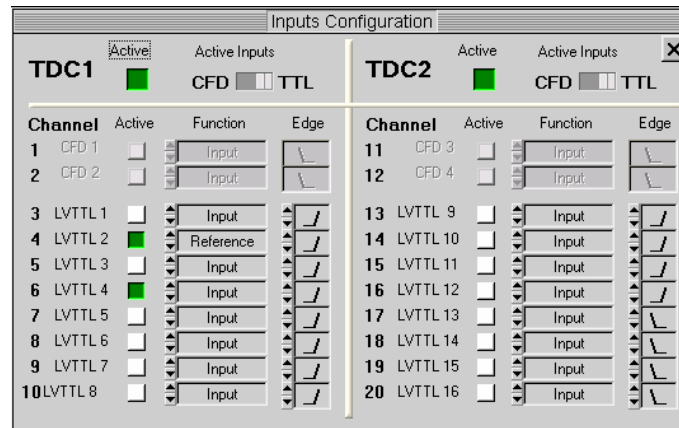 Inputs Configuration
TDC1 Active Active Inputs CFD TTL
TDC2 Active Active Inputs CFD TTL X
Channel Active Function Edge
1 CFD 1 Input
2 CFD 2 Input
3 LVTTL 1 Input
4 LVTTL 2 Reference
5 LVTTL 3 Input
6 LVTTL 4 Input
7 LVTTL 5 Input
8 LVTTL 6 Input
9 LVTTL 7 Input
10 LVTTL 8 Input
Channel Active Function Edge
11 CFD 3 Input
12 CFD 4 Input
13 LVTTL 9 Input
14 LVTTL 10 Input
15 LVTTL 11 Input
16 LVTTL 12 Input
17 LVTTL 13 Input
18 LVTTL 14 Input
19 LVTTL 15 Input
20 LVTTL 16 Input